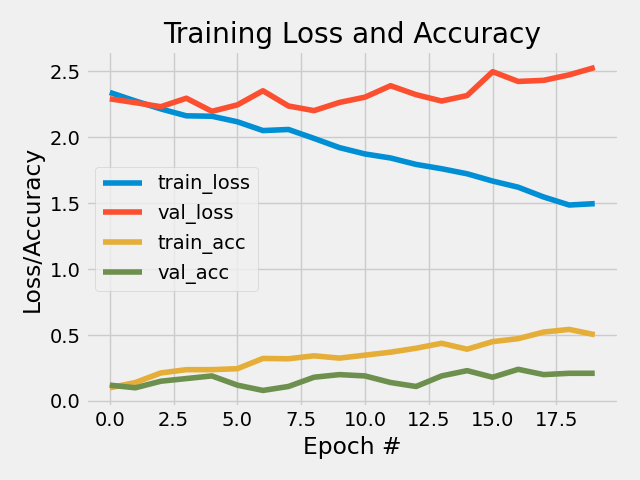 Training Loss and Accuracy
2.5
2.0
1.5
1.0
0.5
0.0
Loss/Accuracy
train_loss
val_loss
train_acc
val_acc
0.0 2.5 5.0 7.5 10.0 12.5 15.0 17.5
Epoch #